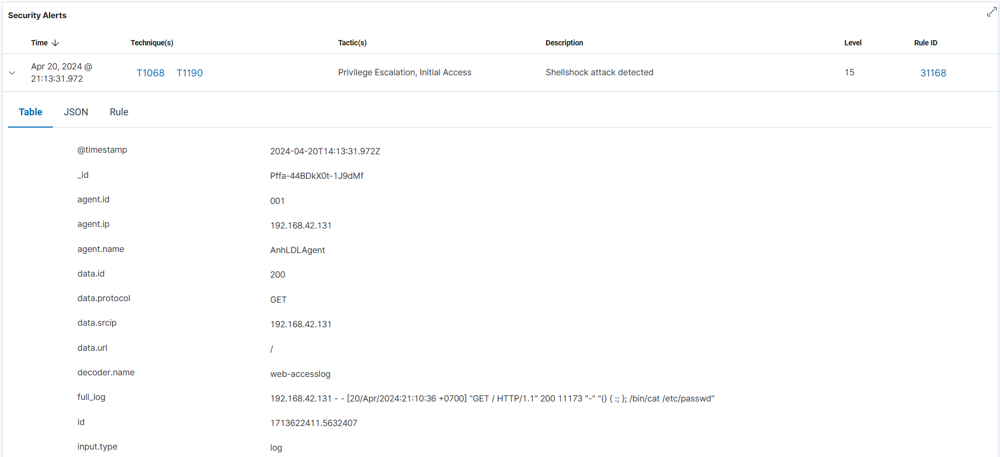 Security Alerts
Time Technique(s) Tactic(s) Description Level Rule ID
Apr 20, 2024 @
21:13:31.972
T1068 T1190 Privilege Escalation, Initial Access Shellshock attack detected 15 31168
Table JSON Rule
@timestamp 2024-04-20T14:13:31.972Z
_id Pffa-44BDkX0t-1J9dMf
agent.id 001
agent.ip 192.168.42.131
agent.name AnhLDLAgent
data.id 200
data.protocol GET
data.srcip 192.168.42.131
data.url /
decoder.name web-accesslog
full_log 192.168.42.131 - - [20/Apr/2024:21:10:36 +0700] "GET / HTTP/1.1" 200 11173 "-" "() { :; }; /bin/cat /etc/passwd"
id 1713622411.5632407
input.type log